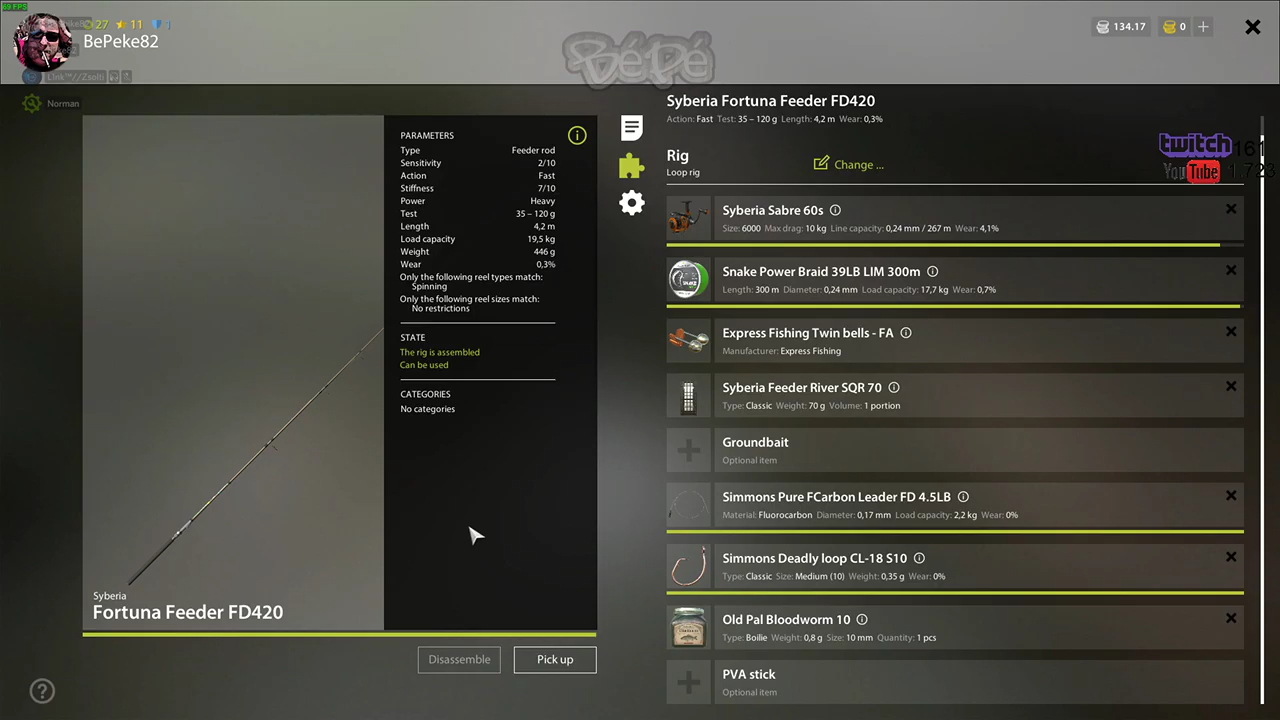 69 FPS
27 11 1
BePeke82
BéPé
134.17 0
Norman
PARAMETERS
Type Feeder rod
Sensitivity 2/10
Action Fast
Stiffness 7/10
Power Heavy
Test 35 – 120 g
Length 4,2 m
Load capacity 19,5 kg
Weight 446 g
Wear 0,3%
Only the following reel types match:
Spinning
Only the following reel sizes match:
No restrictions
STATE
The rig is assembled
Can be used
CATEGORIES
No categories
Syberia
Fortuna Feeder FD420
Disassemble Pick up
Syberia Fortuna Feeder FD420
Action: Fast Test: 35 – 120 g Length: 4,2 m Wear: 0,3%
twitch 161
YouTube 1.723
Rig
Loop rig
Change ...
Syberia Sabre 60s
Size: 6000 Max drag: 10 kg Line capacity: 0,24 mm / 267 m Wear: 4,1%
Snake Power Braid 39LB LIM 300m
Length: 300 m Diameter: 0,24 mm Load capacity: 17,7 kg Wear: 0,7%
Express Fishing Twin bells - FA
Manufacturer: Express Fishing
Syberia Feeder River SQR 70
Type: Classic Weight: 70 g Volume: 1 portion
Groundbait
Optional item
Simmons Pure FCarbon Leader FD 4.5LB
Material: Fluorocarbon Diameter: 0,17 mm Load capacity: 2,2 kg Wear: 0%
Simmons Deadly loop CL-18 S10
Type: Classic Size: Medium (10) Weight: 0,35 g Wear: 0%
Old Pal Bloodworm 10
Type: Boilie Weight: 0,8 g Size: 10 mm Quantity: 1 pcs
PVA stick
Optional item